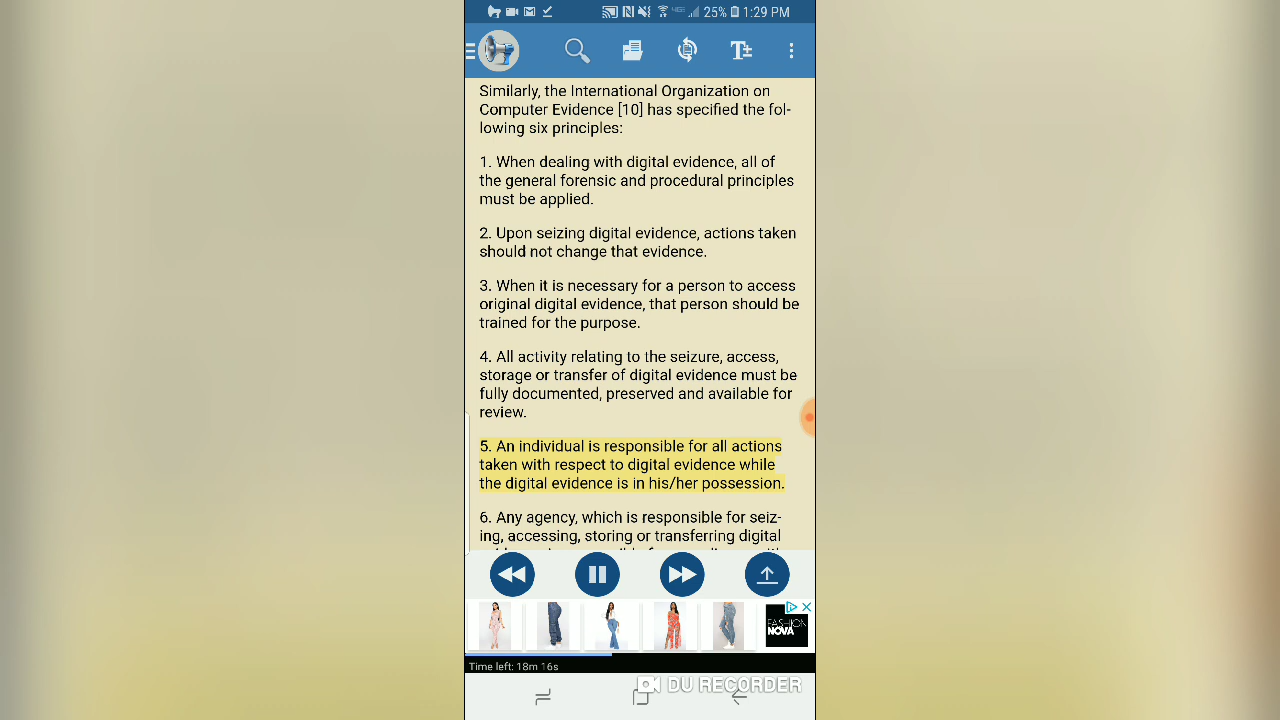 25% 1:29 PM
T±
Similarly, the International Organization on
Computer Evidence [10] has specified the fol-
lowing six principles:
1. When dealing with digital evidence, all of
the general forensic and procedural principles
must be applied.
2. Upon seizing digital evidence, actions taken
should not change that evidence.
3. When it is necessary for a person to access
original digital evidence, that person should be
trained for the purpose.
4. All activity relating to the seizure, access,
storage or transfer of digital evidence must be
fully documented, preserved and available for
review.
5. An individual is responsible for all actions
taken with respect to digital evidence while
the digital evidence is in his/her possession.
6. Any agency, which is responsible for seiz-
ing, accessing, storing or transferring digital
FASHION
NOVA
Time left: 18m 16s
DU RECORDER